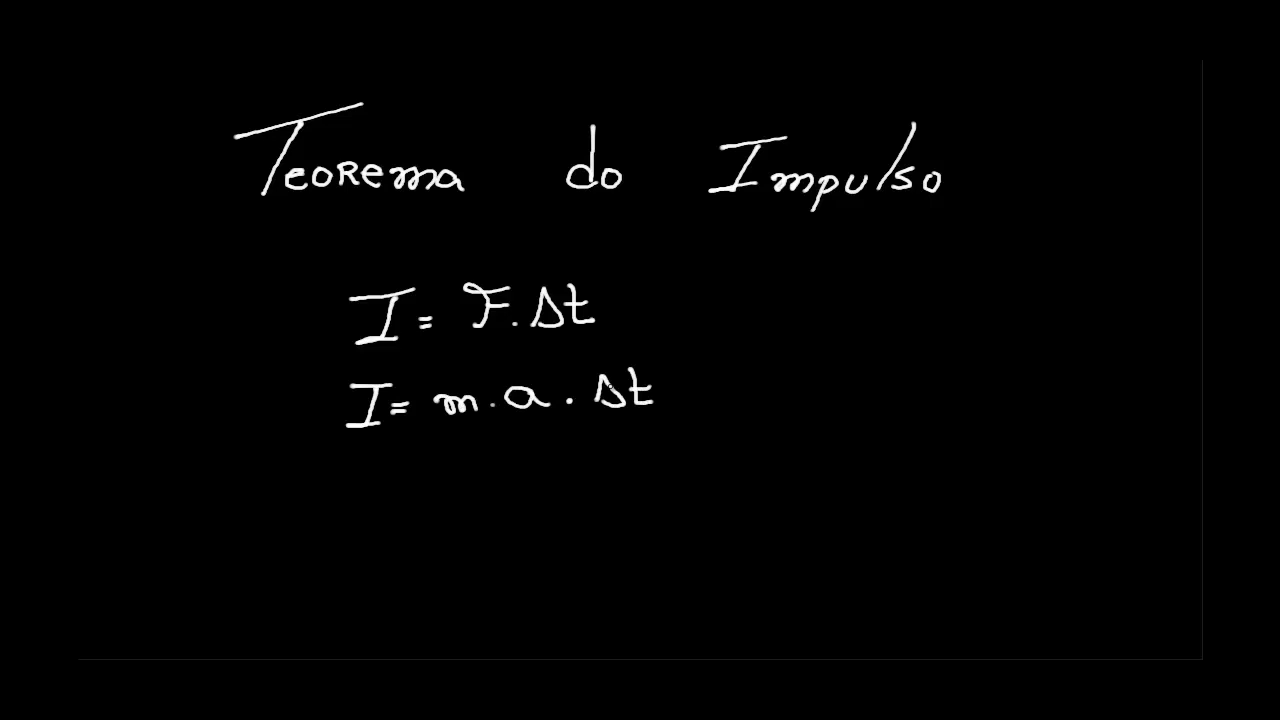 Teorema do Impulso
I = F. Δt
I = m. a. Δt